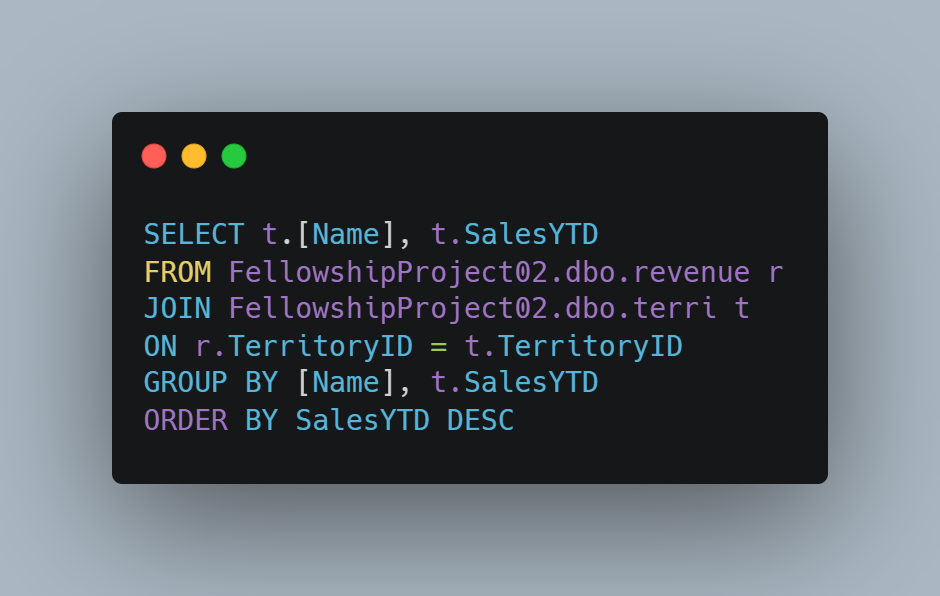 SELECT t.[Name], t.SalesYTD
FROM FellowshipProject02.dbo.revenue r
JOIN FellowshipProject02.dbo.terri t
ON r.TerritoryID = t.TerritoryID
GROUP BY [Name], t.SalesYTD
ORDER BY SalesYTD DESC